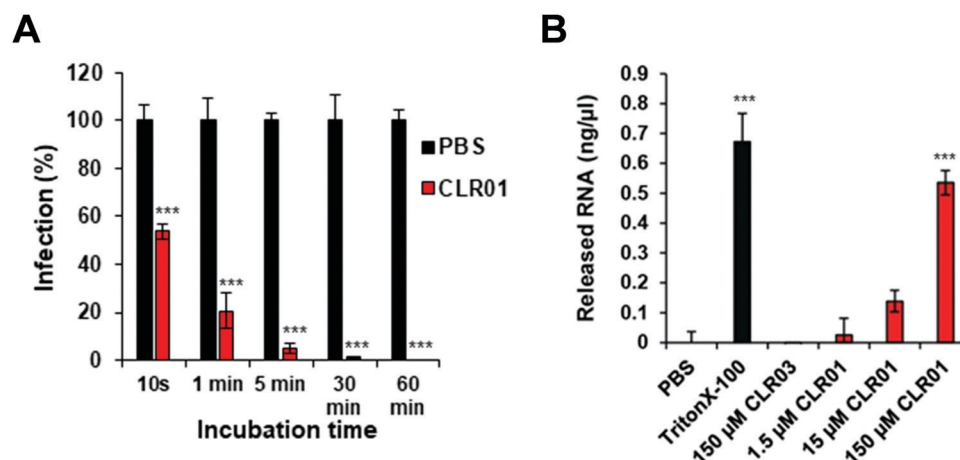 A
Infection (%)
120
100
80
60
40
20
0
***
***
***
***
***
PBS
CLR01
10s
1 min
5 min
30 min
60 min
Incubation time
B
Released RNA (ng/µl)
0.9
0.8
0.7
0.6
0.5
0.4
0.3
0.2
0.1
0
***
***
PBS
TritonX-100
150 µM CLR03
1.5 µM CLR01
15 µM CLR01
150 µM CLR01